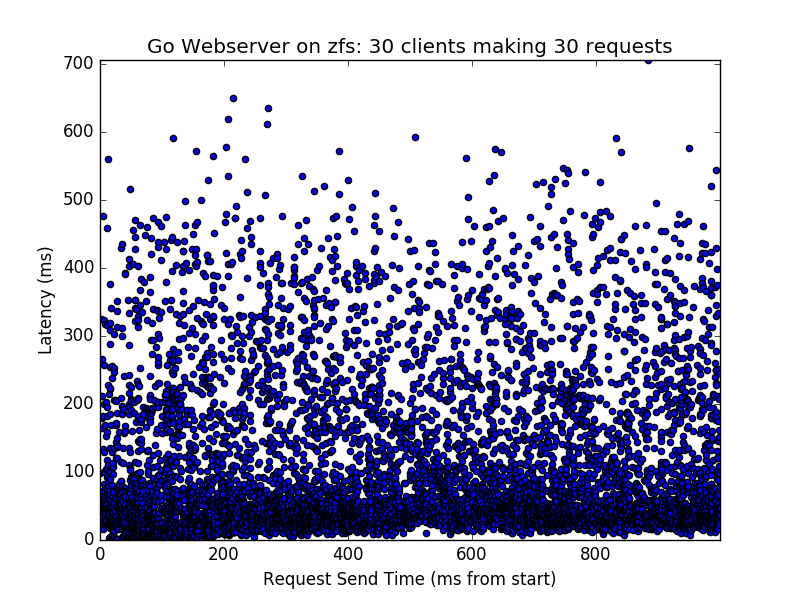 Go Webserver on zfs: 30 clients making 30 requests
700
600
500
400
300
200
100
0
Latency (ms)
0 200 400 600 800
Request Send Time (ms from start)